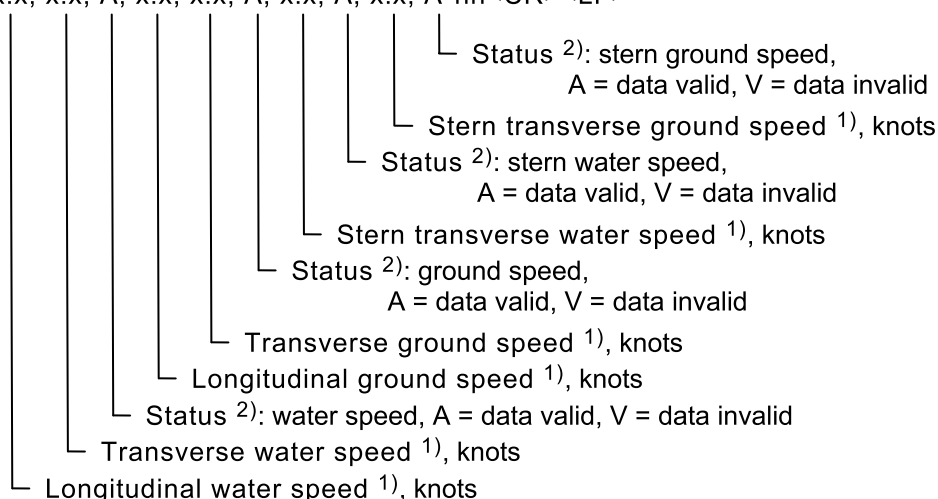 Status 2): stern ground speed,
A = data valid, V = data invalid
Stern transverse ground speed 1), knots
Status 2): stern water speed,
A = data valid, V = data invalid
Stern transverse water speed 1), knots
Status 2): ground speed,
A = data valid, V = data invalid
Transverse ground speed 1), knots
Longitudinal ground speed 1), knots
Status 2): water speed, A = data valid, V = data invalid
Transverse water speed 1), knots
Longitudinal water speed 1), knots